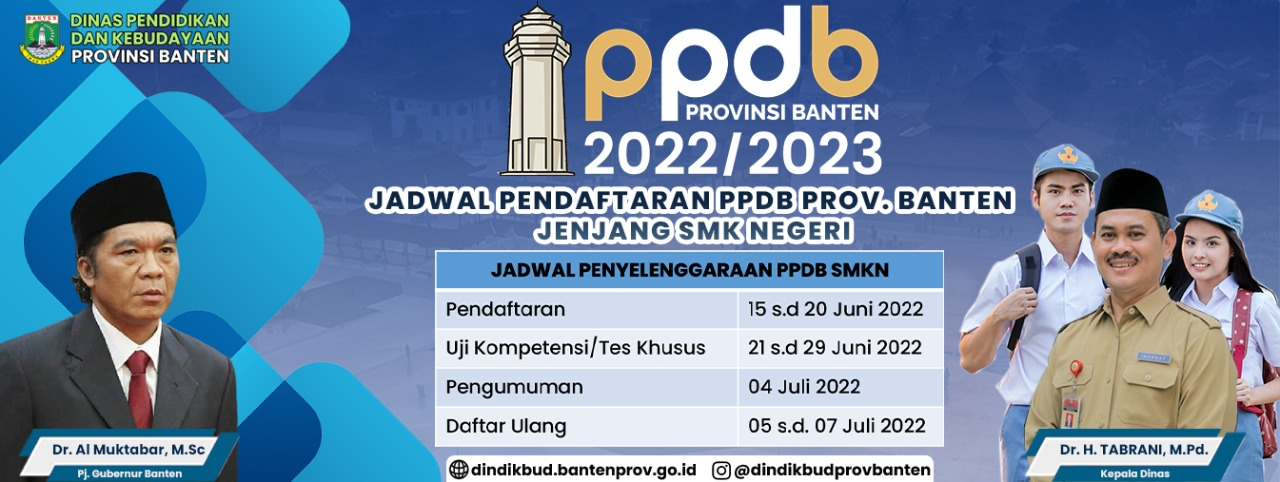 DINAS PENDIDIKAN
DAN KEBUDAYAAN
PROVINSI BANTEN
BANTEN
ppdb
PROVINSI BANTEN
2022/2023
JADWAL PENDAFTARAN PPDB PROV. BANTEN
JENJANG SMK NEGERI
JADWAL PENYELENGGARAAN PPDB SMKN
Pendaftaran 15 s.d 20 Juni 2022
Uji Kompetensi/Tes Khusus 21 s.d 29 Juni 2022
Pengumuman 04 Juli 2022
Daftar Ulang 05 s.d. 07 Juli 2022
Dr. Al Muktabar, M.Sc
Pj. Gubernur Banten
dindikbud.bantenprov.go.id @dindikbudprovbanten
Dr. H. TABRANI, M.Pd.
Kepala Dinas